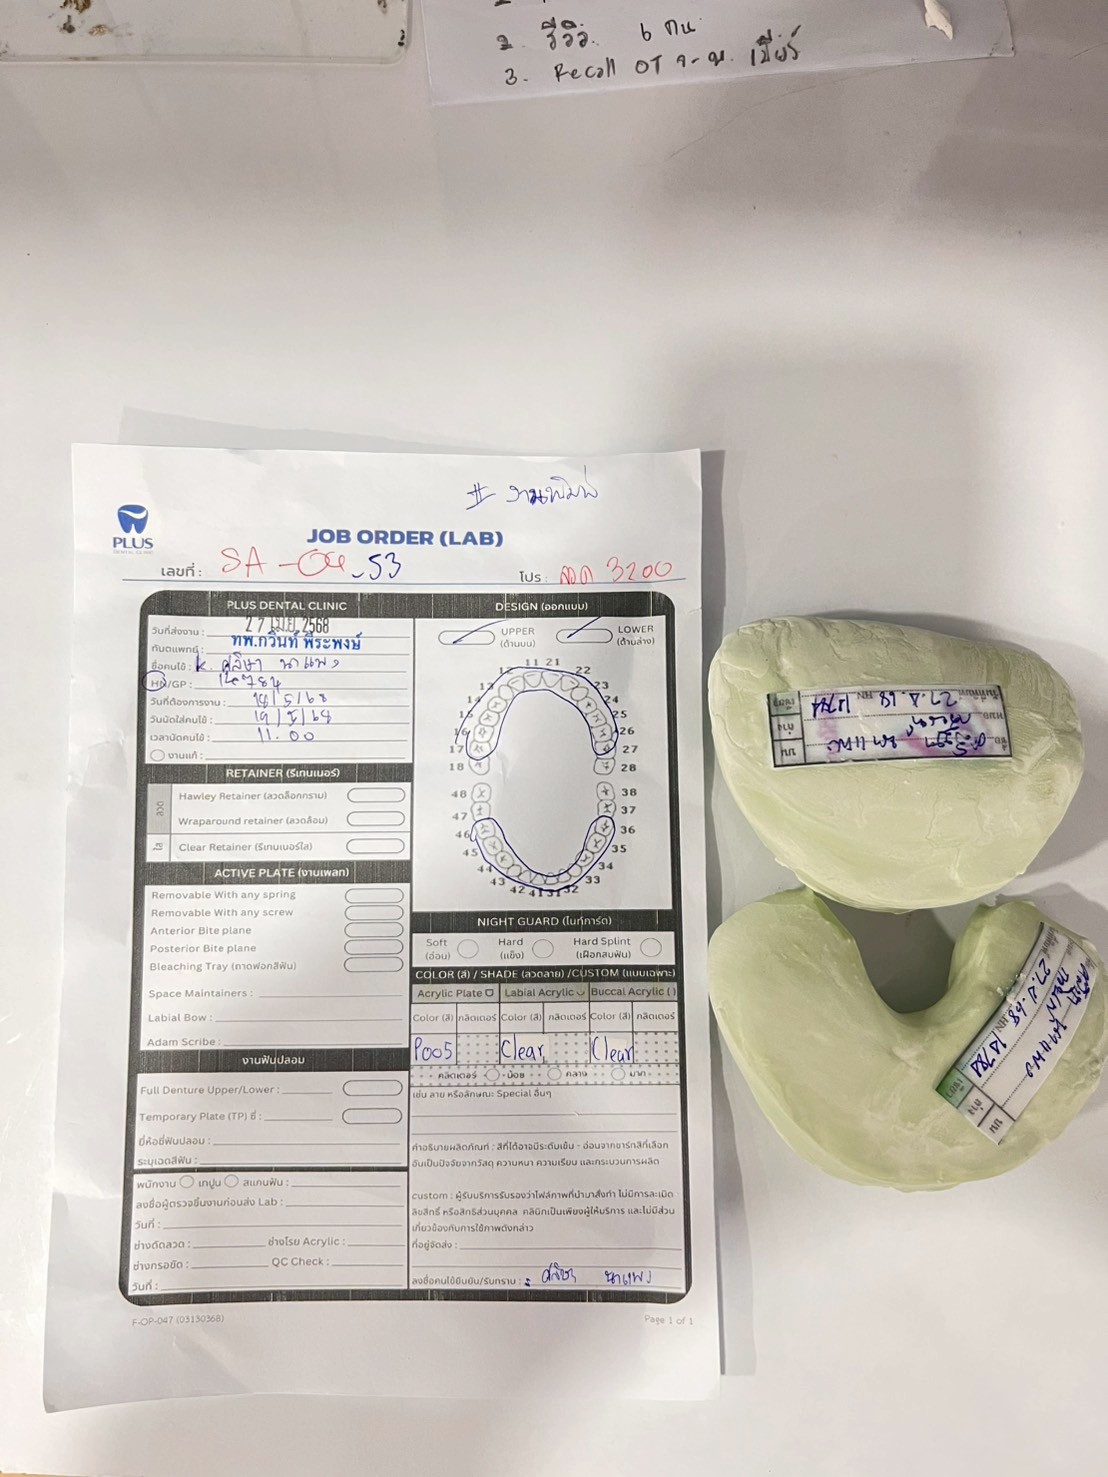 2. รีวิว 6 คน
3. Recall OT
# งานพิมพ์
PLUS
DENTAL CLINIC
JOB ORDER (LAB)
เลขที่ : SA-04-53
โปร : ลวด 3200
PLUS DENTAL CLINIC
วันที่ส่งงาน : 27 เม.ย. 2568
ทันตแพทย์ : ทพ.กวินท์ พีระพงษ์
ชื่อคนไข้ : k.
HN/GP :
วันที่ต้องการงาน : 18/5/68
วันนัดใส่คนไข้ : 19/5/68
เวลานัดคนไข้ : 11.00
งานแก้ :
RETAINER (รีเทนเนอร์)
ลวด
Hawley Retainer (ลวดล็อกกราม)
Wraparound retainer (ลวดล้อม)
ใส
Clear Retainer (รีเทนเนอร์ใส)
ACTIVE PLATE (งานเพลท)
Removable With any spring
Removable With any screw
Anterior Bite plane
Posterior Bite plane
Bleaching Tray (ถาดฟอกสีฟัน)
Space Maintainers :
Labial Bow :
Adam Scribe :
งานฟันปลอม
Full Denture Upper/Lower :
Temporary Plate (TP) ซี่ :
ยี่ห้อซี่ฟันปลอม :
ระบุเฉดสีฟัน :
พนักงาน เทปูน สแกนฟัน :
ลงชื่อผู้ตรวจชิ้นงานก่อนส่ง Lab :
วันที่ :
ช่างดัดลวด : ช่างโรย Acrylic :
ช่างกรอขัด : QC Check :
วันที่ :
DESIGN (ออกแบบ)
UPPER
(ด้านบน)
LOWER
(ด้านล่าง)
11 21
12 22
13 23
14 24
15 25
16 26
17 27
18 28
48 38
47 37
46 36
45 35
44 34
43 33
42 41 31 32
NIGHT GUARD (ไนท์การ์ด)
Soft
(อ่อน)
Hard
(แข็ง)
Hard Splint
(เฝือกสบฟัน)
COLOR (สี) / SHADE (ลวดลาย) /CUSTOM (แบบเฉพาะ)
Acrylic Plate Labial Acrylic Buccal Acrylic ( )
Color (สี) กลิตเตอร์ Color (สี) กลิตเตอร์ Color (สี) กลิตเตอร์
P005 Clear Clear
กลิตเตอร์ น้อย กลาง มาก
เช่น ลาย หรือลักษณะ Special อื่นๆ
คำอธิบายผลิตภัณฑ์ : สีที่ได้อาจมีระดับเข้ม - อ่อนจากชาร์ทสีที่เลือก
อันเป็นปัจจัยจากวัสดุ ความหนา ความเรียบ และกระบวนการผลิต
custom : ผู้รับบริการรับรองว่าไฟล์ภาพที่นำมาสั่งทำ ไม่มีการละเมิด
ลิขสิทธิ์ หรือสิทธิส่วนบุคคล คลินิกเป็นเพียงผู้ให้บริการ และไม่มีส่วน
เกี่ยวข้องกับการใช้ภาพดังกล่าว
ที่อยู่จัดส่ง :
ลงชื่อคนไข้ยืนยัน/รับทราบ :
F-OP-047 (03130368)
Page 1 of 1